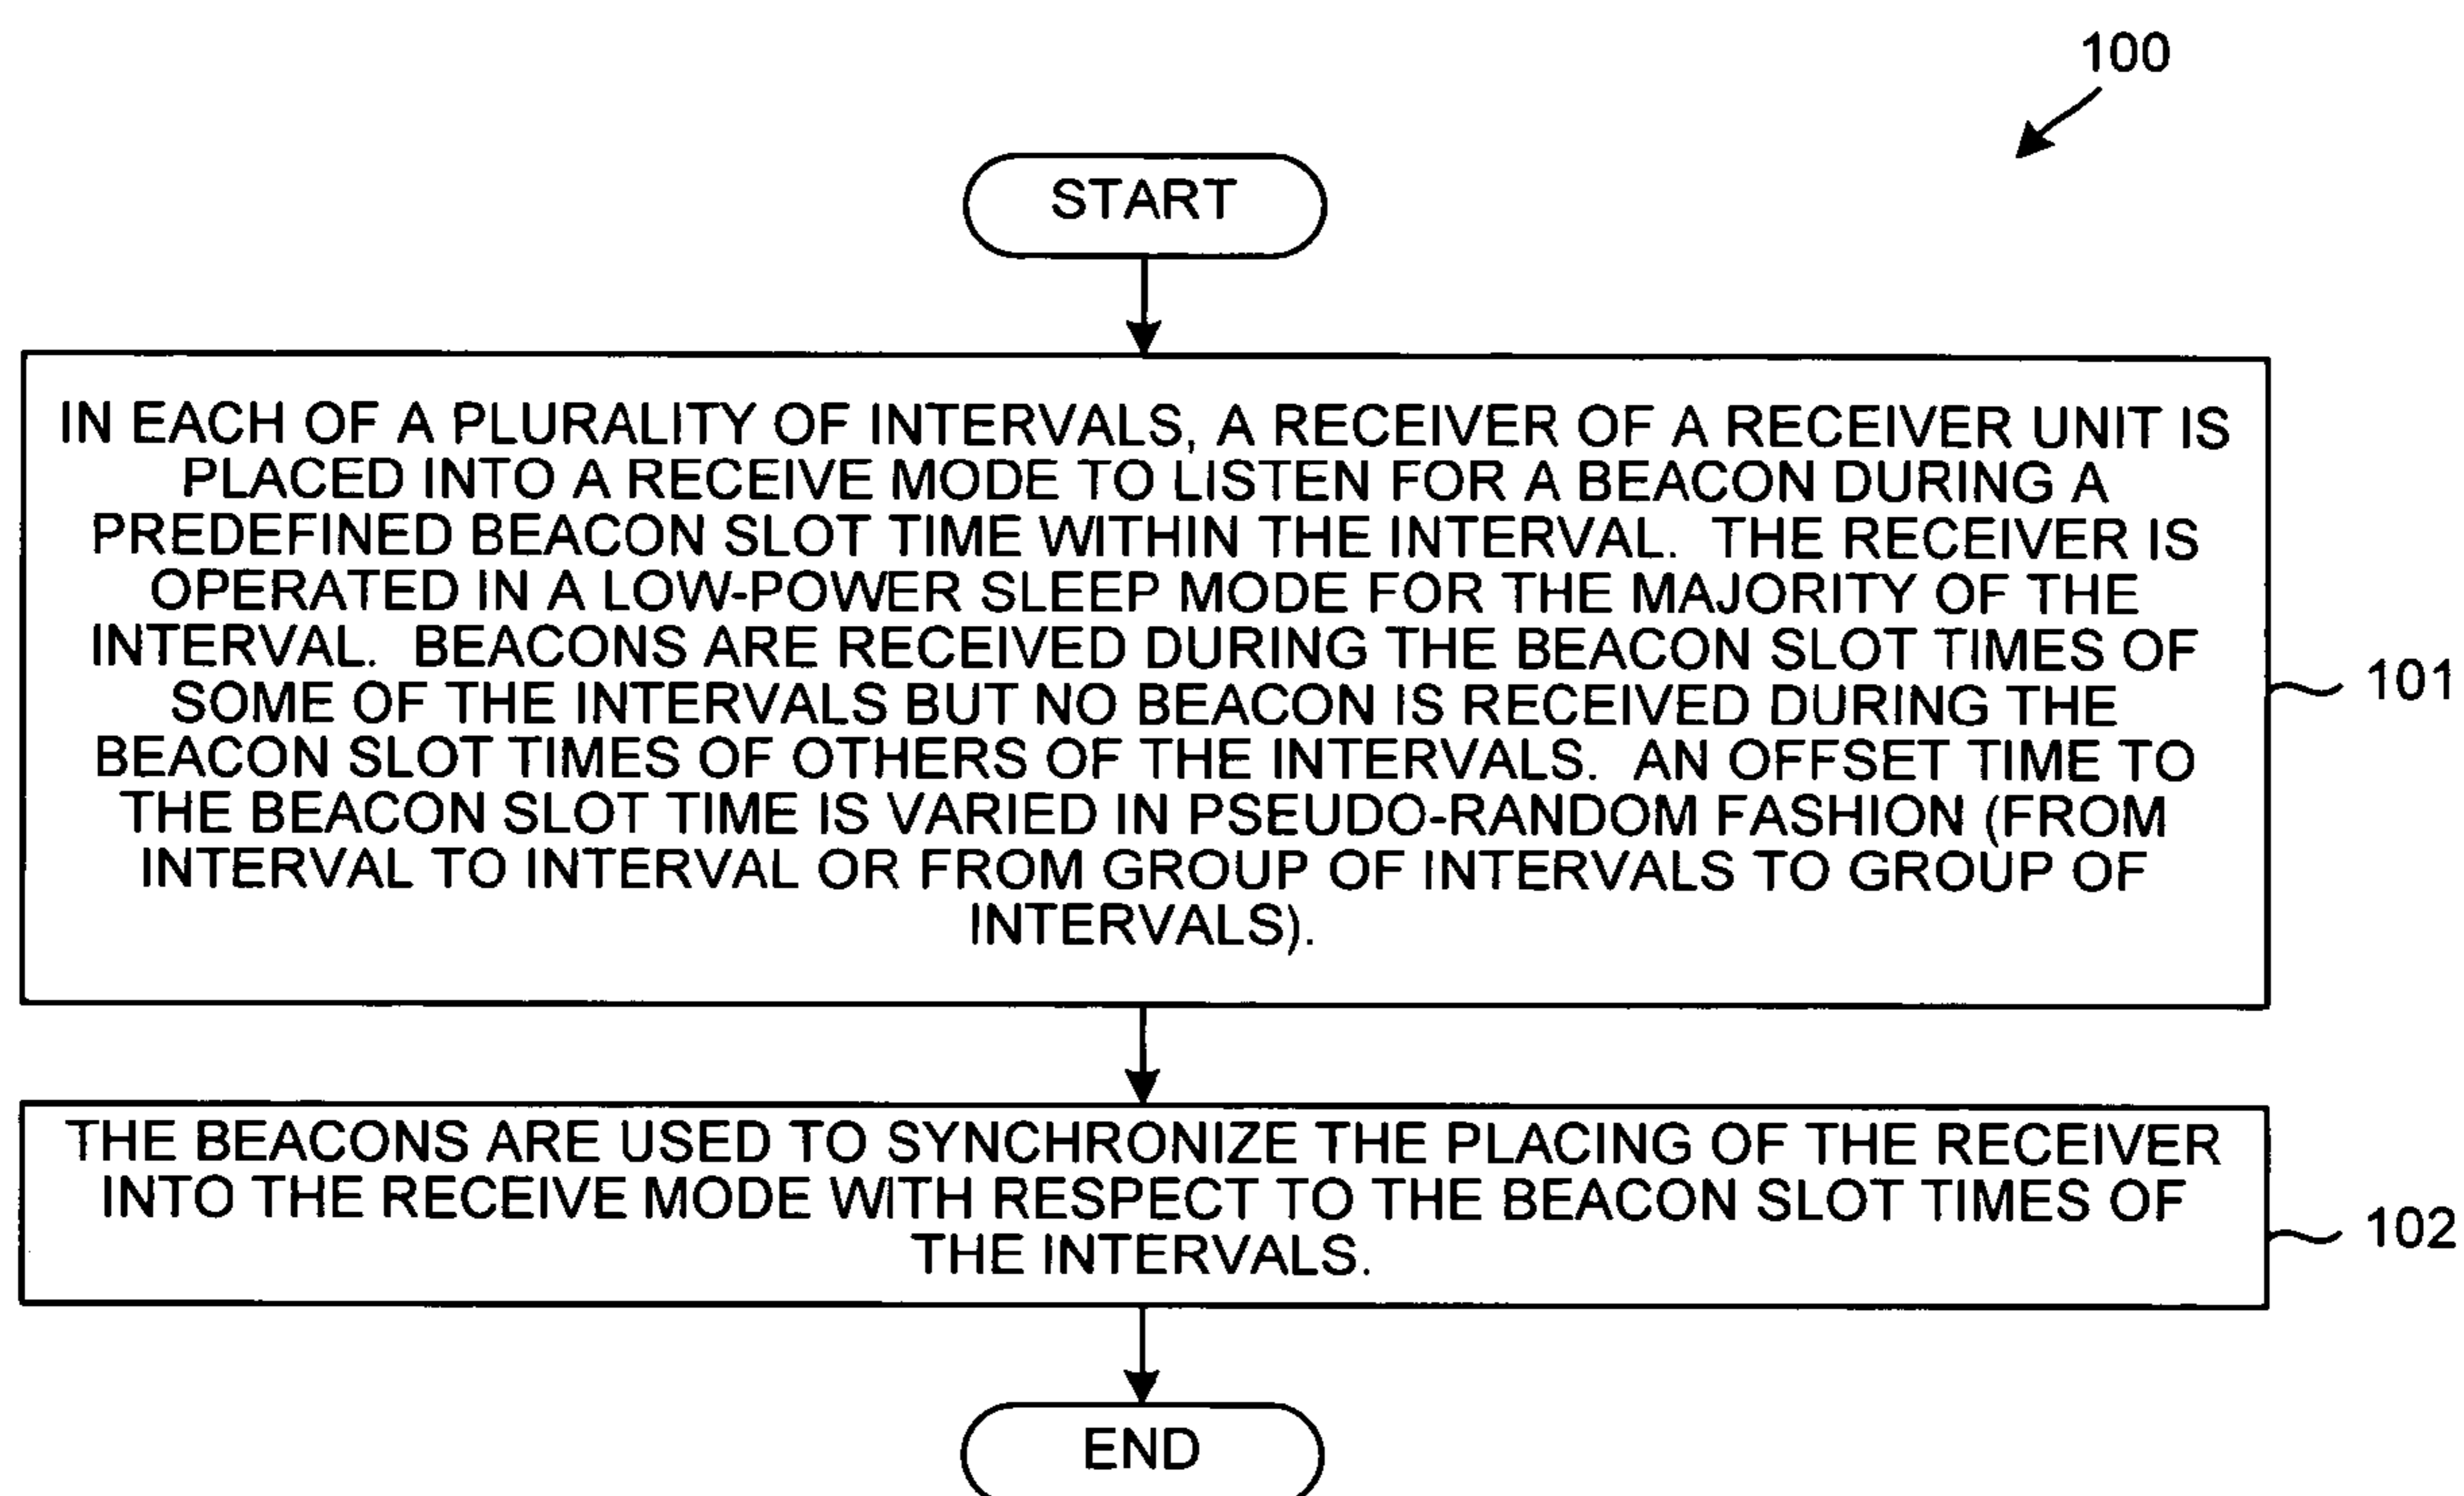 100
START
IN EACH OF A PLURALITY OF INTERVALS, A RECEIVER OF A RECEIVER UNIT IS
PLACED INTO A RECEIVE MODE TO LISTEN FOR A BEACON DURING A
PREDEFINED BEACON SLOT TIME WITHIN THE INTERVAL. THE RECEIVER IS
OPERATED IN A LOW-POWER SLEEP MODE FOR THE MAJORITY OF THE
INTERVAL. BEACONS ARE RECEIVED DURING THE BEACON SLOT TIMES OF
SOME OF THE INTERVALS BUT NO BEACON IS RECEIVED DURING THE
BEACON SLOT TIMES OF OTHERS OF THE INTERVALS. AN OFFSET TIME TO
THE BEACON SLOT TIME IS VARIED IN PSEUDO-RANDOM FASHION (FROM
INTERVAL TO INTERVAL OR FROM GROUP OF INTERVALS TO GROUP OF
INTERVALS).
101
THE BEACONS ARE USED TO SYNCHRONIZE THE PLACING OF THE RECEIVER
INTO THE RECEIVE MODE WITH RESPECT TO THE BEACON SLOT TIMES OF
THE INTERVALS.
102
END